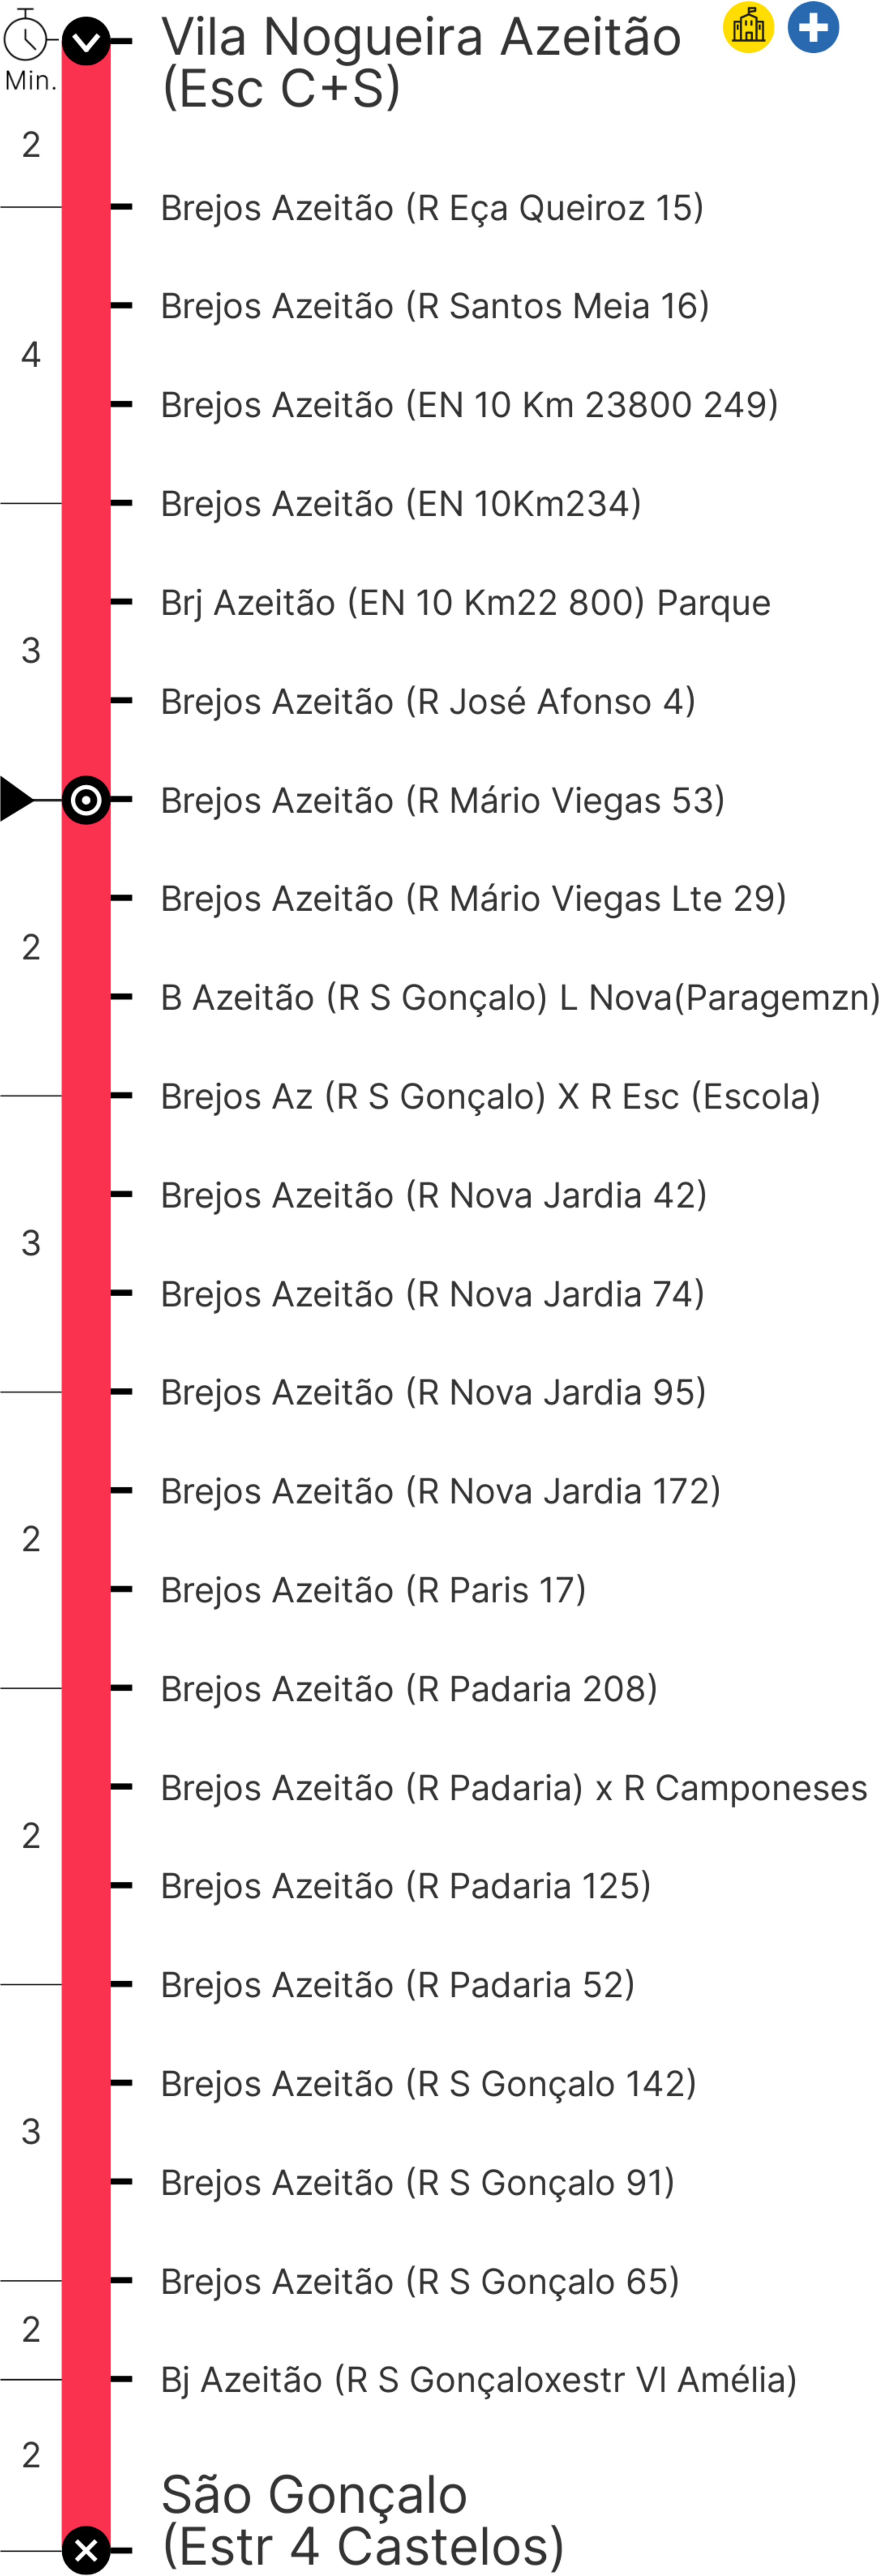 Vila Nogueira Azeitão
(Esc C+S)
Min.
2
Brejos Azeitão (R Eça Queiroz 15)
Brejos Azeitão (R Santos Meia 16)
4
Brejos Azeitão (EN 10 Km 23800 249)
Brejos Azeitão (EN 10Km234)
Brj Azeitão (EN 10 Km22 800) Parque
3
Brejos Azeitão (R José Afonso 4)
Brejos Azeitão (R Mário Viegas 53)
Brejos Azeitão (R Mário Viegas Lte 29)
2
B Azeitão (R S Gonçalo) L Nova(Paragemzn)
Brejos Az (R S Gonçalo) X R Esc (Escola)
Brejos Azeitão (R Nova Jardia 42)
3
Brejos Azeitão (R Nova Jardia 74)
Brejos Azeitão (R Nova Jardia 95)
Brejos Azeitão (R Nova Jardia 172)
2
Brejos Azeitão (R Paris 17)
Brejos Azeitão (R Padaria 208)
Brejos Azeitão (R Padaria) x R Camponeses
2
Brejos Azeitão (R Padaria 125)
Brejos Azeitão (R Padaria 52)
Brejos Azeitão (R S Gonçalo 142)
3
Brejos Azeitão (R S Gonçalo 91)
Brejos Azeitão (R S Gonçalo 65)
2
Bj Azeitão (R S Gonçaloxestr Vl Amélia)
2
São Gonçalo
(Estr 4 Castelos)